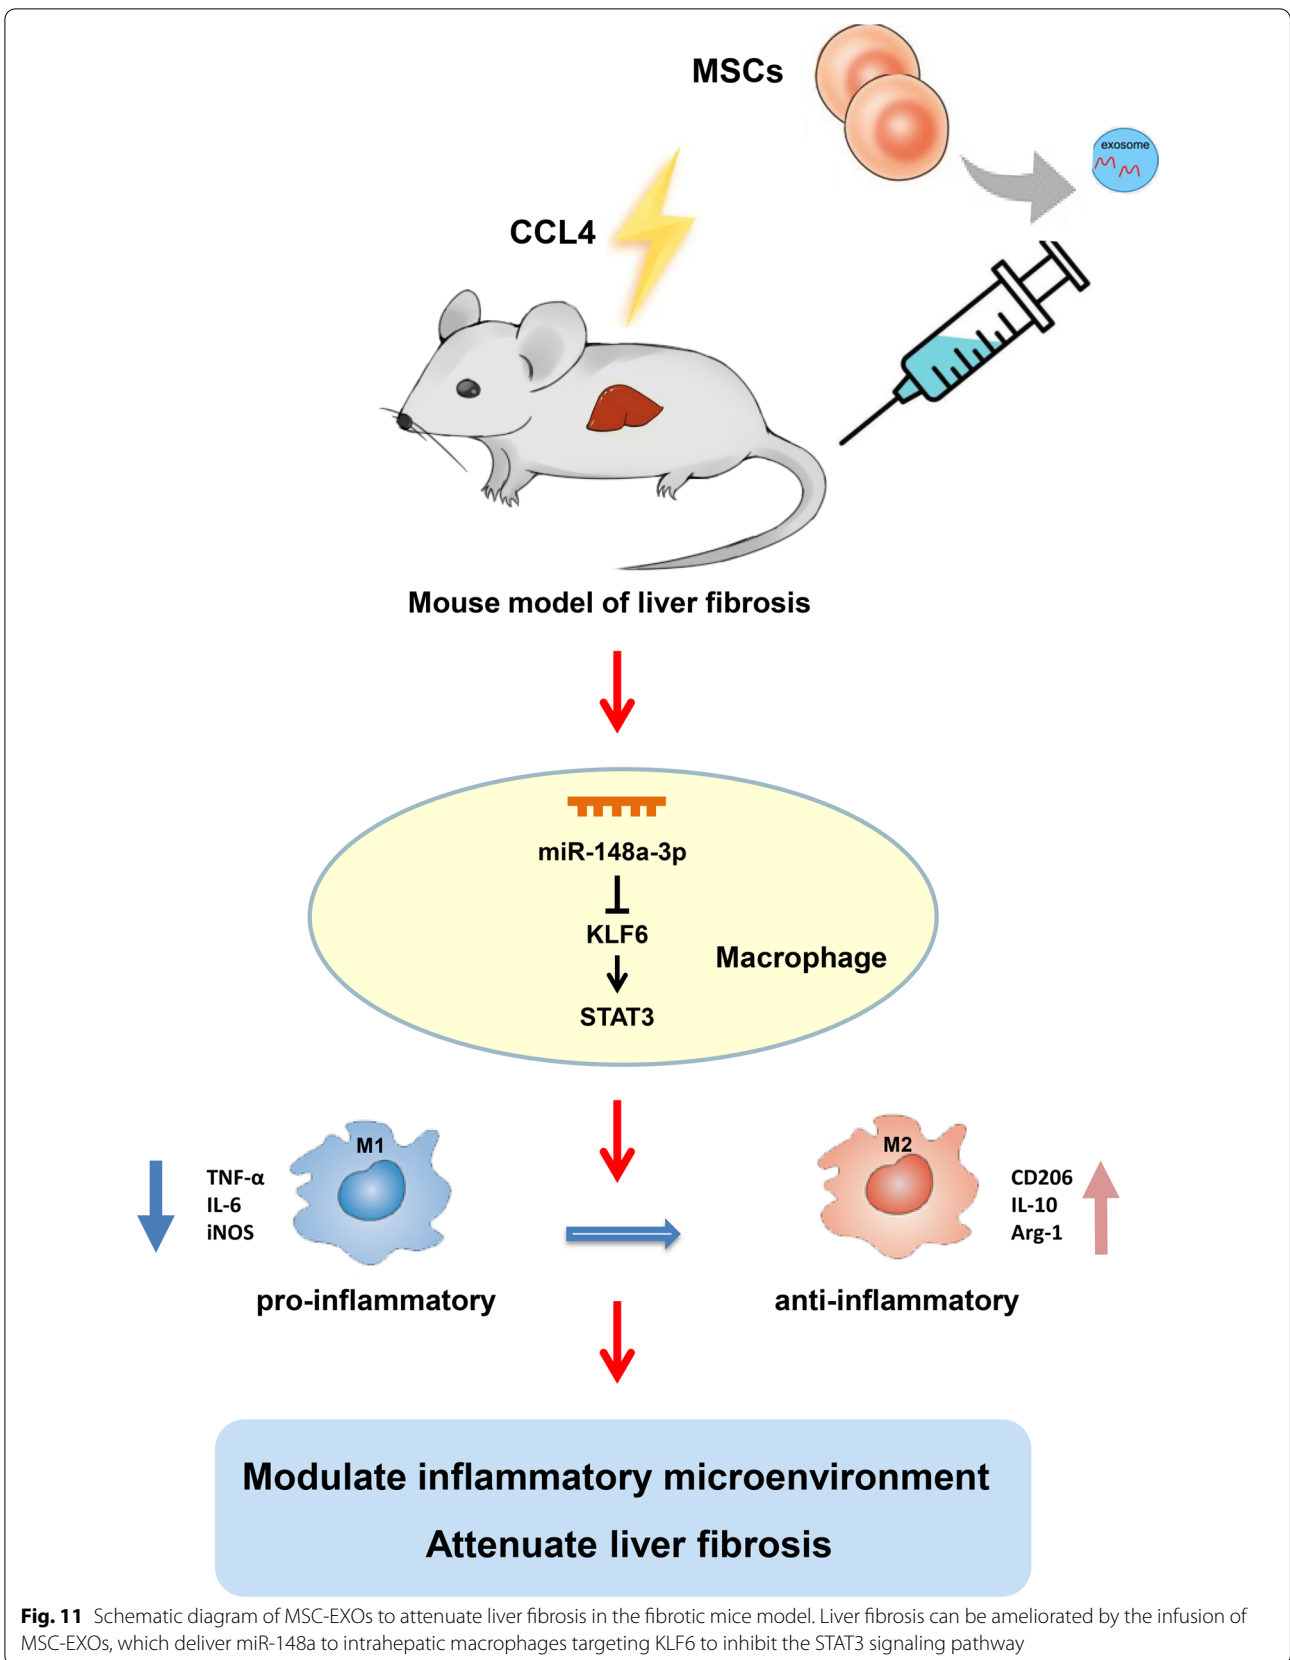 MSCs
exosome
CCL4
Mouse model of liver fibrosis
miR-148a-3p
KLF6
Macrophage
STAT3
M1
TNF-α
IL-6
iNOS
pro-inflammatory
M2
CD206
IL-10
Arg-1
anti-inflammatory
Modulate inflammatory microenvironment
Attenuate liver fibrosis
Fig. 11 Schematic diagram of MSC-EXOs to attenuate liver fibrosis in the fibrotic mice model. Liver fibrosis can be ameliorated by the infusion of
MSC-EXOs, which deliver miR-148a to intrahepatic macrophages targeting KLF6 to inhibit the STAT3 signaling pathway